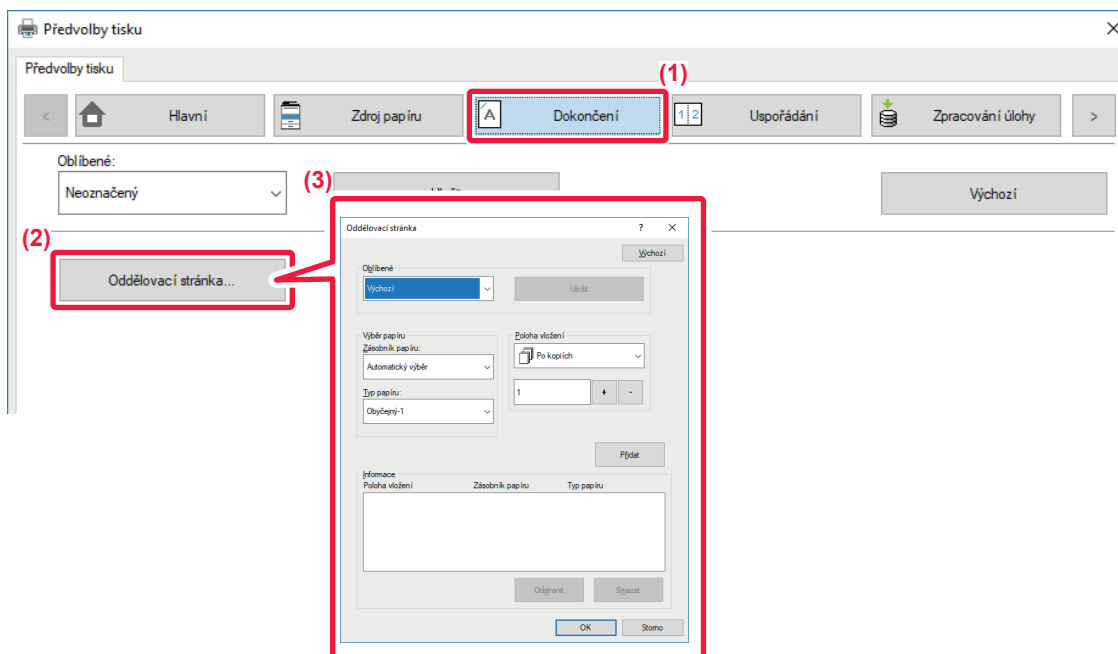 Předvolby tisku
Předvolby tisku
(1)
< Hlavní Zdroj papíru Dokončení 1 2 Uspořádání Zpracování úlohy >
Oblíbené:
Neoznačený
(3)
Výchozí
(2)
Oddělovací stránka...
Oddělovací stránka ?
Výchozí
Oblíbené
Výchozí
Uložit
Výběr papíru
Zásobník papíru:
Automatický výběr
Typ papíru:
Obyčejný-1
Poloha vložení
Po kopiích
1 + -
Přidat
Informace
Poloha vložení Zásobník papíru Typ papíru
Odstranit Smazat
OK Storno